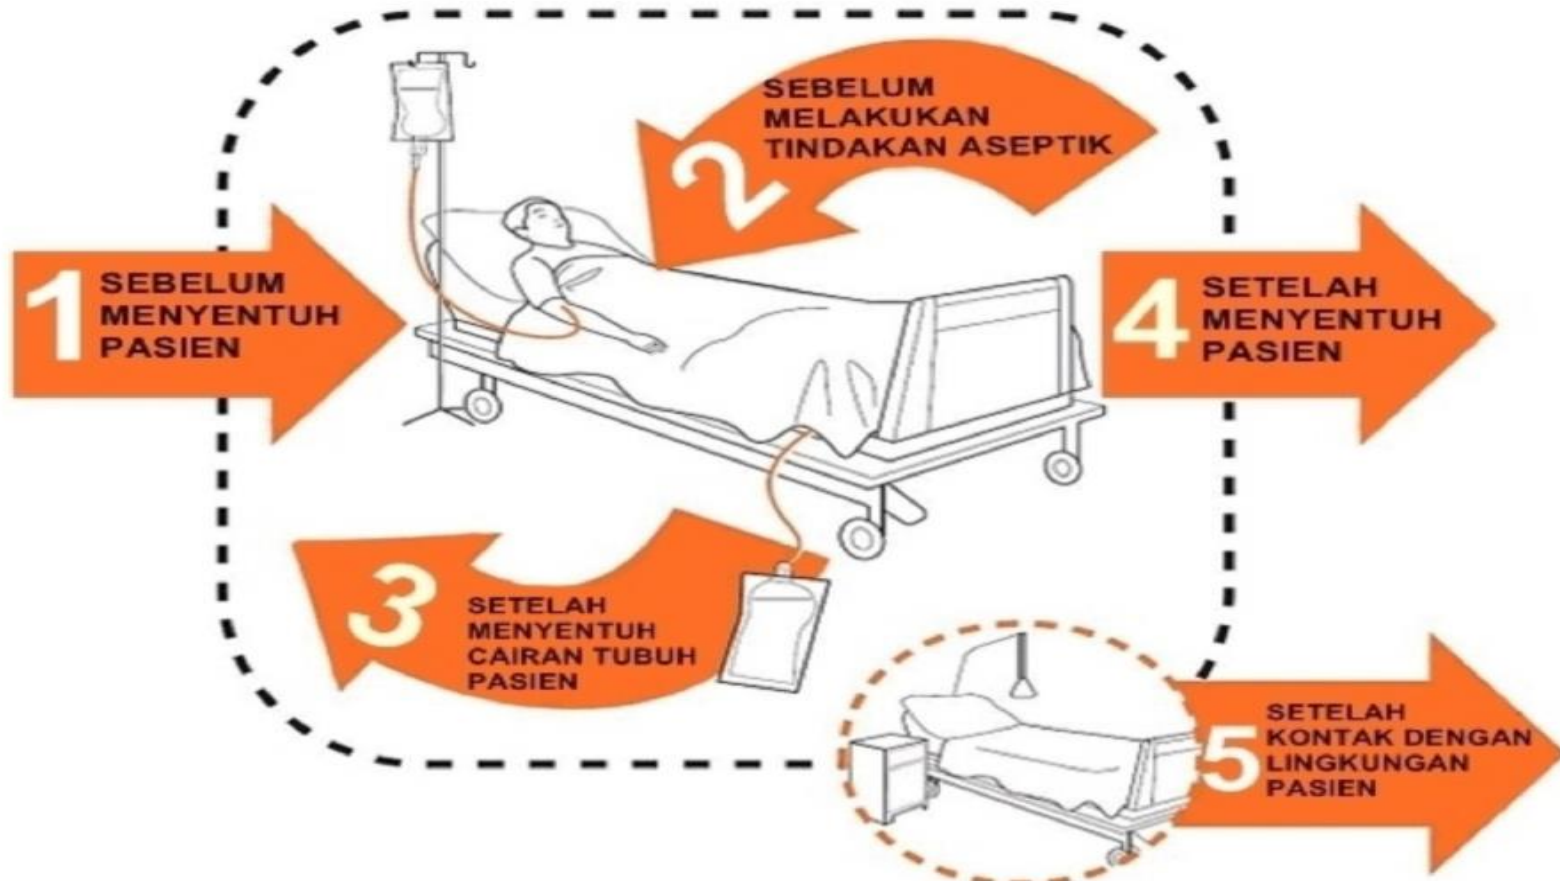 1
SEBELUM
MENYENTUH
PASIEN
2
SEBELUM
MELAKUKAN
TINDAKAN ASEPTIK
3
SETELAH
MENYENTUH
CAIRAN TUBUH
PASIEN
4
SETELAH
MENYENTUH
PASIEN
5
SETELAH
KONTAK DENGAN
LINGKUNGAN
PASIEN